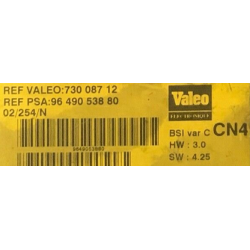 REF VALEO:730 087 12
REF PSA:96 490 538 80
02/254/N
Valeo
BSI var C CN4
HW : 3.0
SW : 4.25